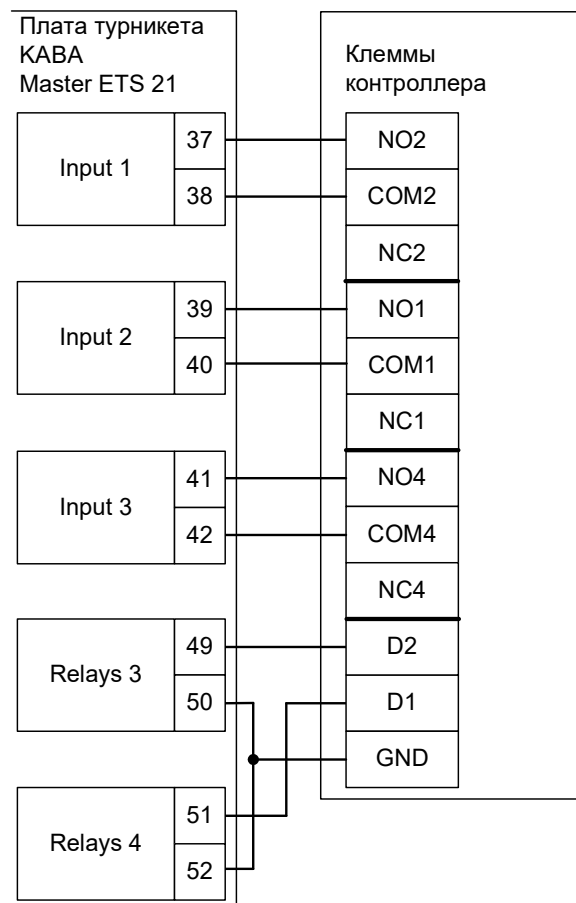 Плата турникета
KABA
Master ETS 21
Клеммы
контроллера
Input 1
37
38
NO2
COM2
NC2
Input 2
39
40
NO1
COM1
NC1
Input 3
41
42
NO4
COM4
NC4
Relays 3
49
50
D2
D1
GND
Relays 4
51
52